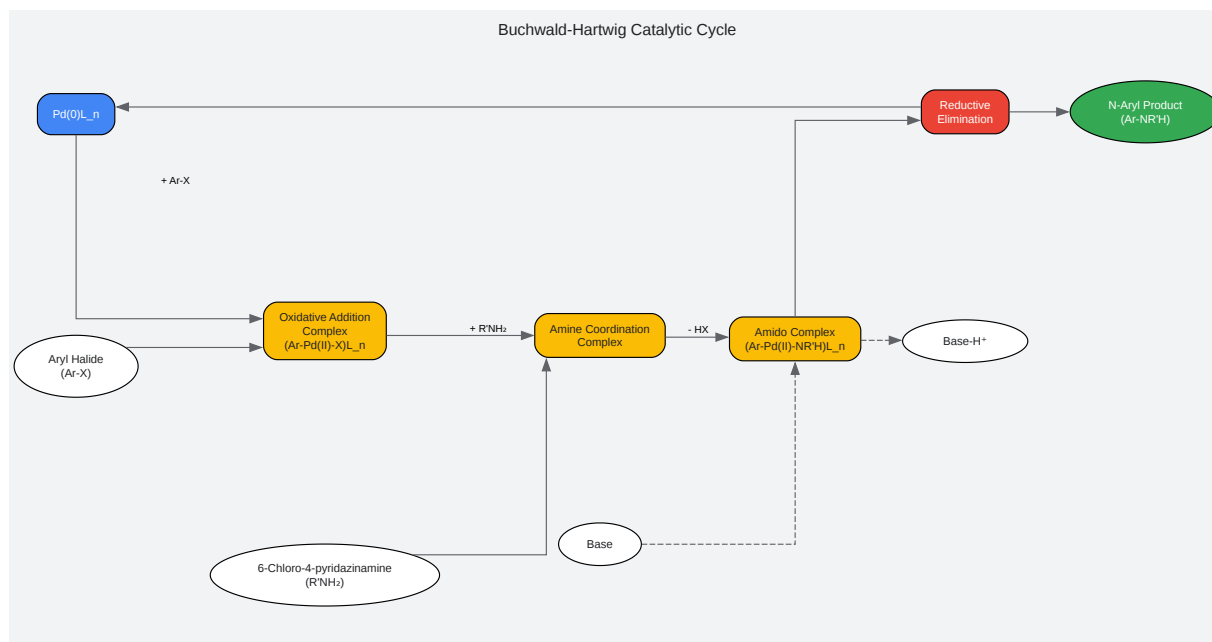 Buchwald-Hartwig Catalytic Cycle
Pd(0)L_n
Reductive
Elimination
N-Aryl Product
(Ar-NR'H)
+ Ar-X
Oxidative Addition
Complex
(Ar-Pd(II)-X)L_n
+ R'NH₂
Amine Coordination
Complex
- HX
Amido Complex
(Ar-Pd(II)-NR'H)L_n
Base-H⁺
Aryl Halide
(Ar-X)
Base
6-Chloro-4-pyridazinamine
(R'NH₂)